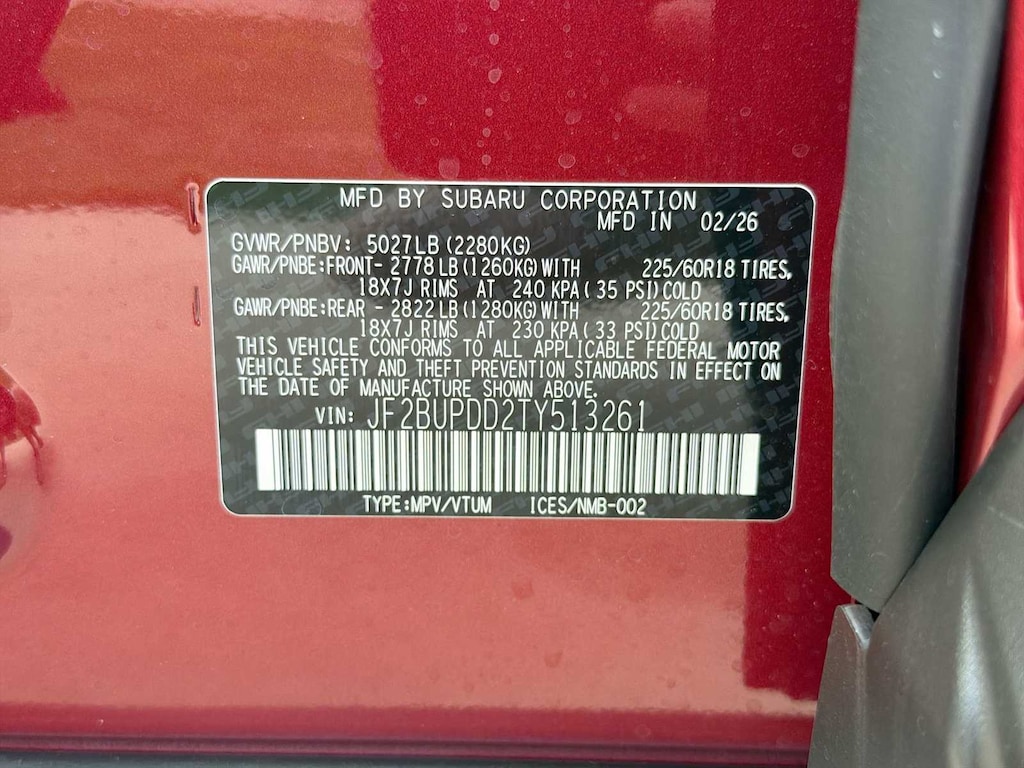 MFD BY SUBARU CORPORATION
MFD IN 02/26
GVWR/PNBV: 5027LB (2280KG)
GAWR/PNBE:FRONT- 2778 LB (1260KG) WITH 225/60R18 TIRES,
18X7J RIMS AT 240 KPA ( 35 PSI) COLD
GAWR/PNBE:REAR - 2822 LB (1280KG) WITH 225/60R18 TIRES,
18X7J RIMS AT 230 KPA ( 33 PSI) COLD
THIS VEHICLE CONFORMS TO ALL APPLICABLE FEDERAL MOTOR
VEHICLE SAFETY AND THEFT PREVENTION STANDARDS IN EFFECT ON
THE DATE OF MANUFACTURE SHOWN ABOVE.
VIN: JF2BUPDD2TY513261
TYPE:MPV/VTUM ICES/NMB-002